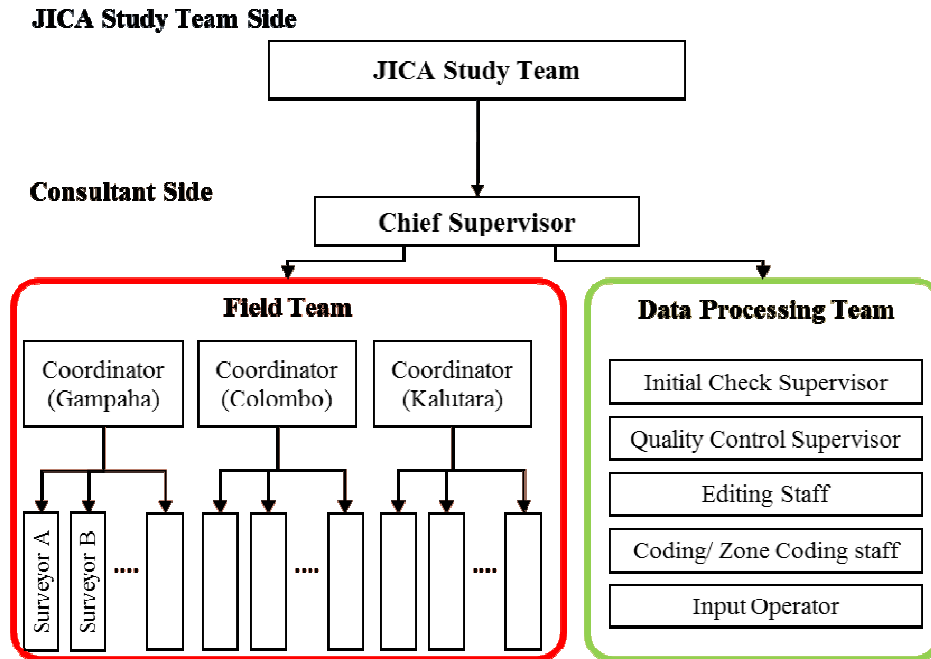 JICA Study Team Side
JICA Study Team
Consultant Side
Chief Supervisor
Field Team
Coordinator
(Gampaha)
Coordinator
(Colombo)
Coordinator
(Kalutara)
Surveyor A
Surveyor B
....
....
....
Data Processing Team
Initial Check Supervisor
Quality Control Supervisor
Editing Staff
Coding/ Zone Coding staff
Input Operator